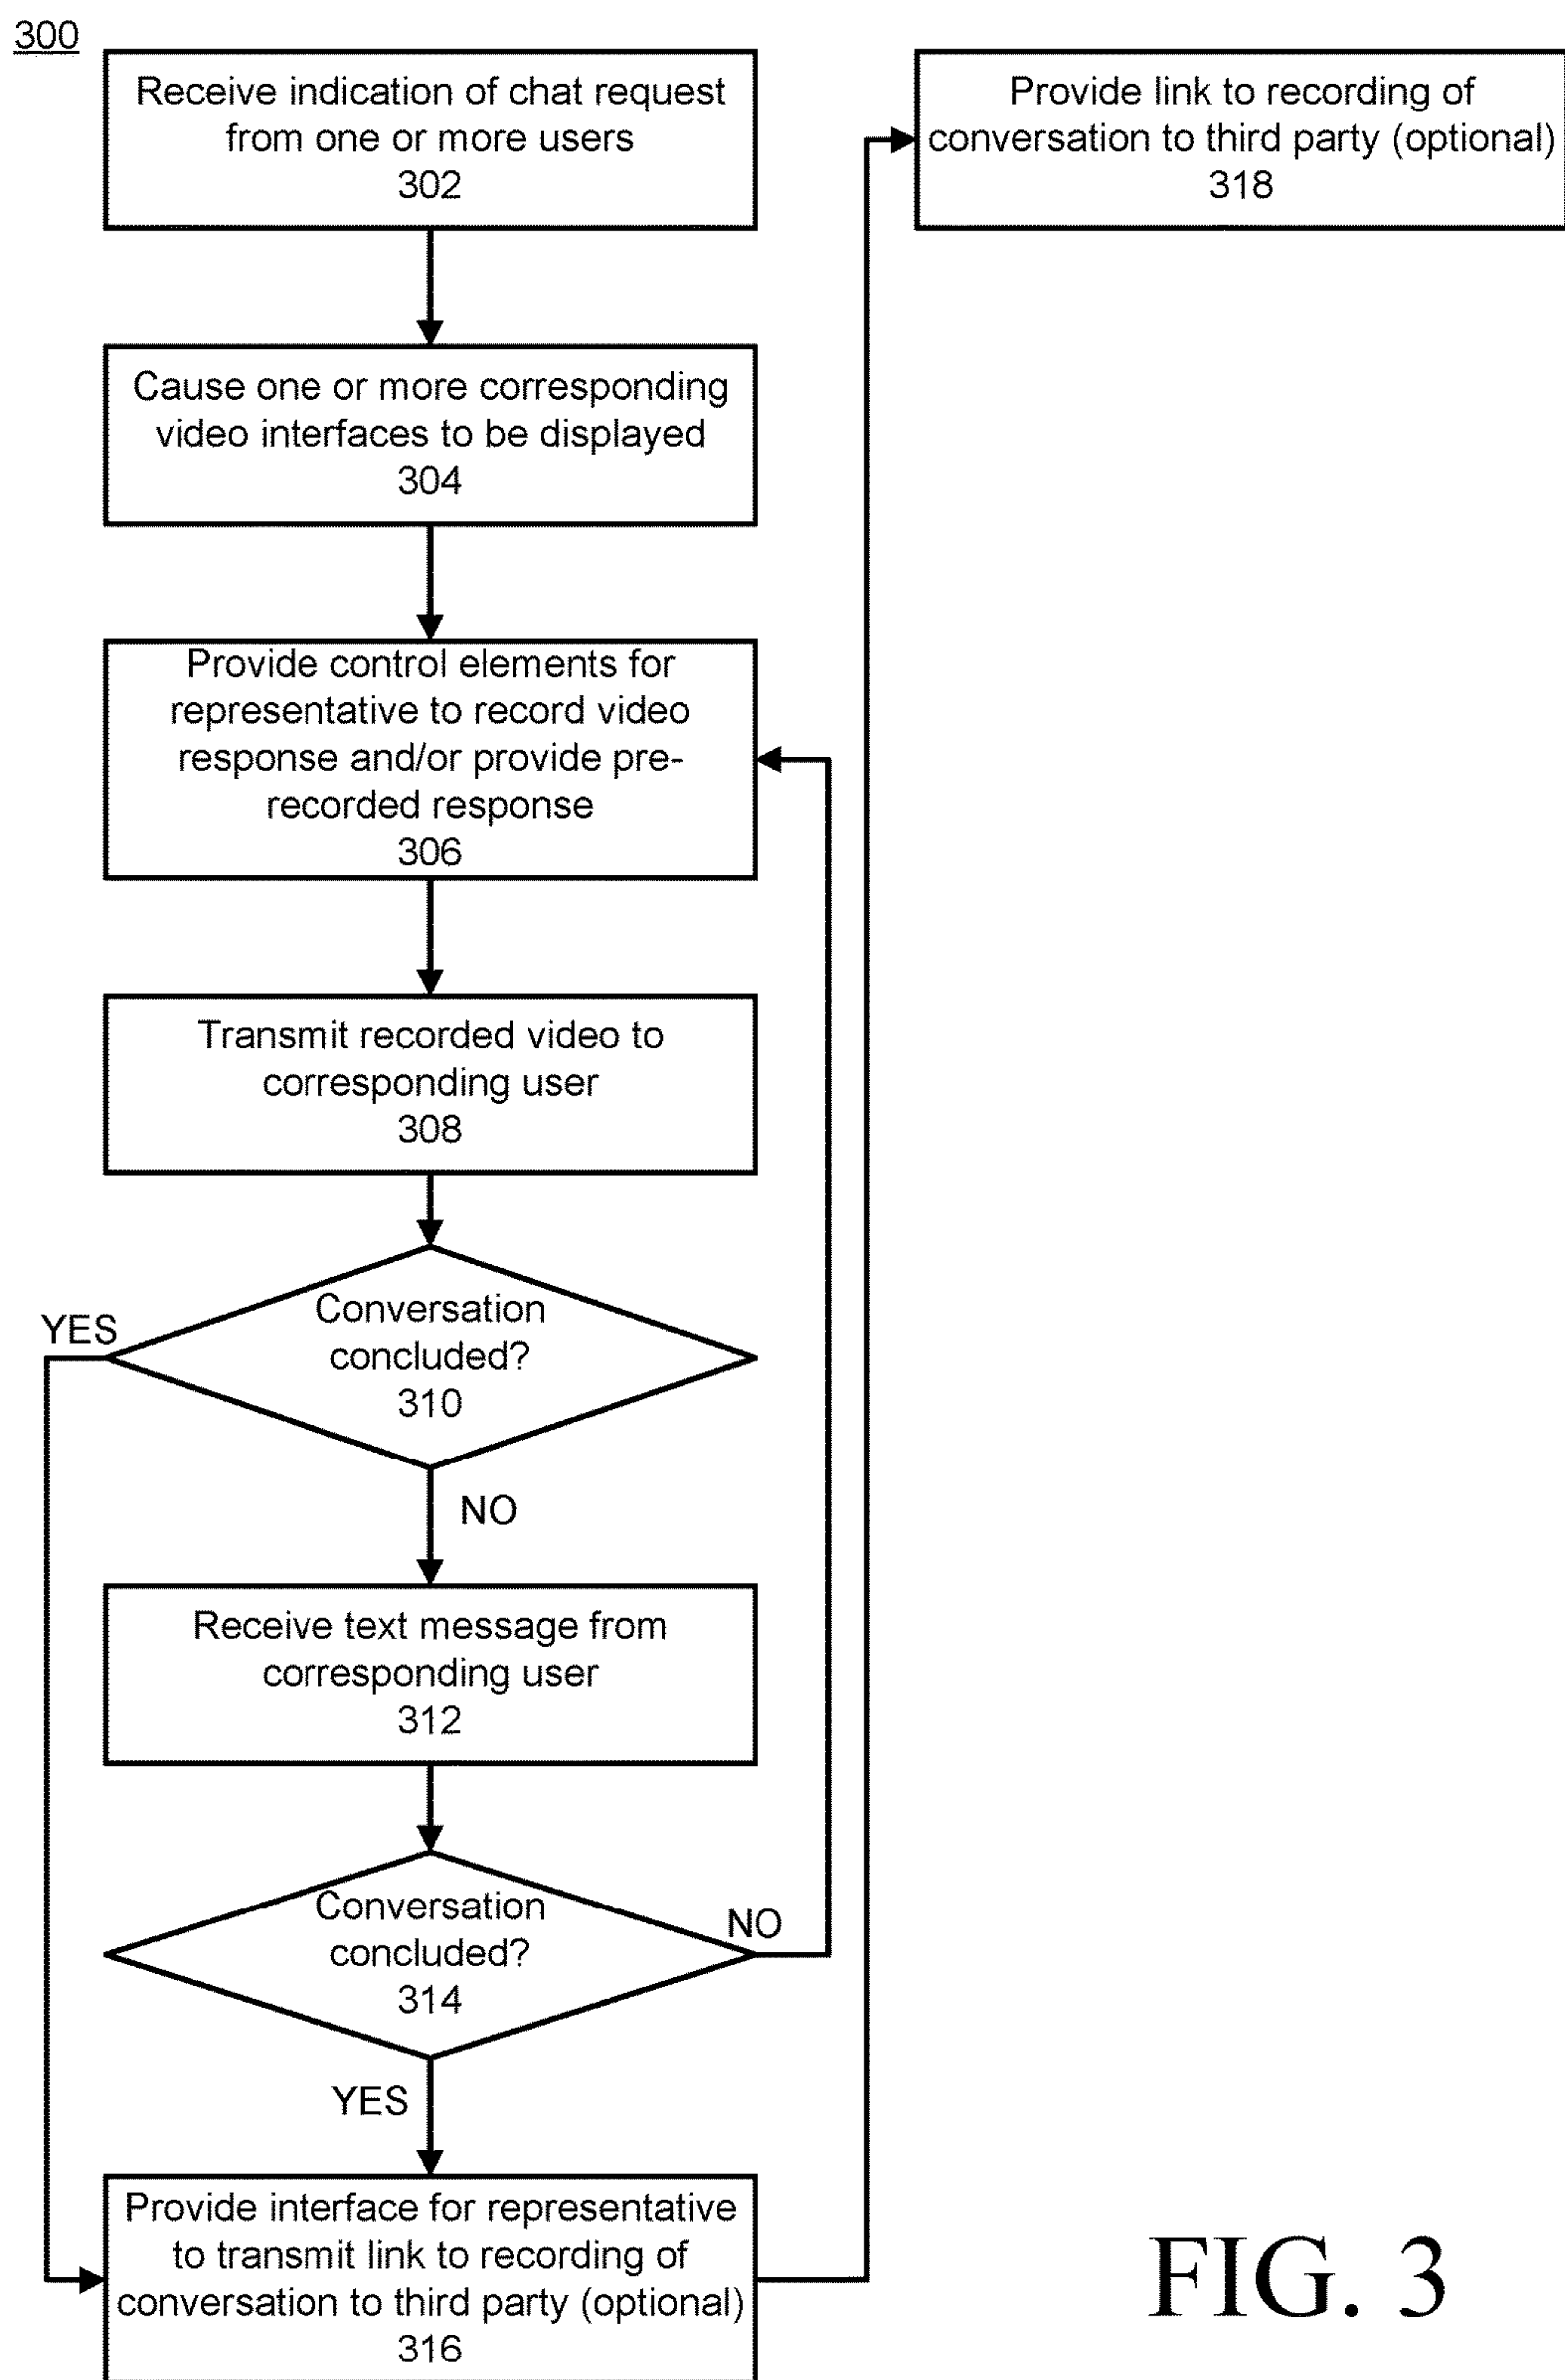 300
Receive indication of chat request
from one or more users
302
Cause one or more corresponding
video interfaces to be displayed
304
Provide control elements for
representative to record video
response and/or provide pre-
recorded response
306
Transmit recorded video to
corresponding user
308
Conversation
concluded?
310
YES
NO
Receive text message from
corresponding user
312
Conversation
concluded?
314
NO
YES
Provide interface for representative
to transmit link to recording of
conversation to third party (optional)
316
Provide link to recording of
conversation to third party (optional)
318
FIG. 3